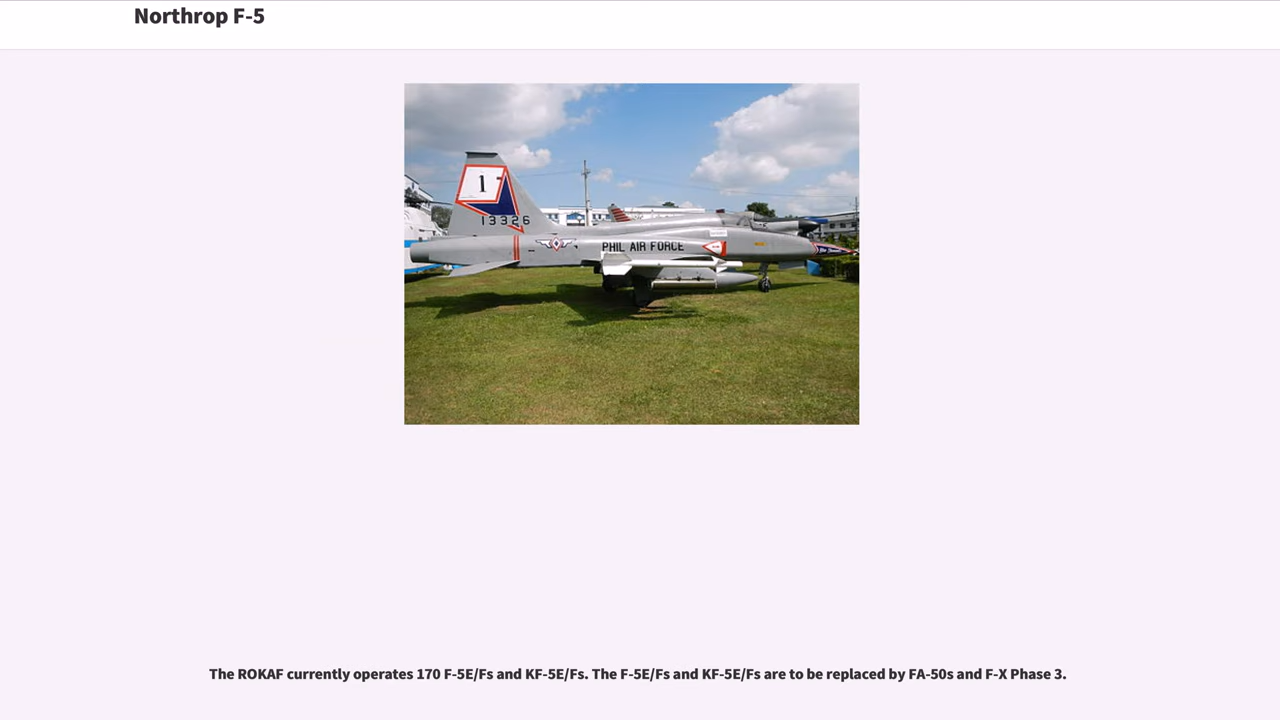 Northrop F-5
1
13326
PHIL AIR FORCE
The ROKAF currently operates 170 F-5E/Fs and KF-5E/Fs. The F-5E/Fs and KF-5E/Fs are to be replaced by FA-50s and F-X Phase 3.